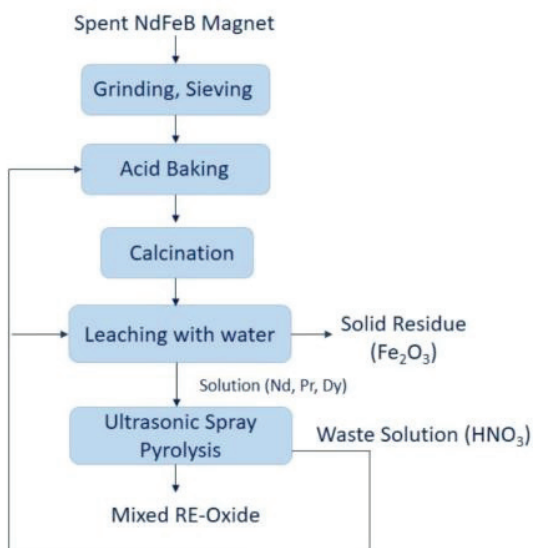 Spent NdFeB Magnet
Grinding, Sieving
Acid Baking
Calcination
Leaching with water
Solid Residue
(Fe₂O₃)
Solution (Nd, Pr, Dy)
Ultrasonic Spray
Pyrolysis
Waste Solution (HNO₃)
Mixed RE-Oxide